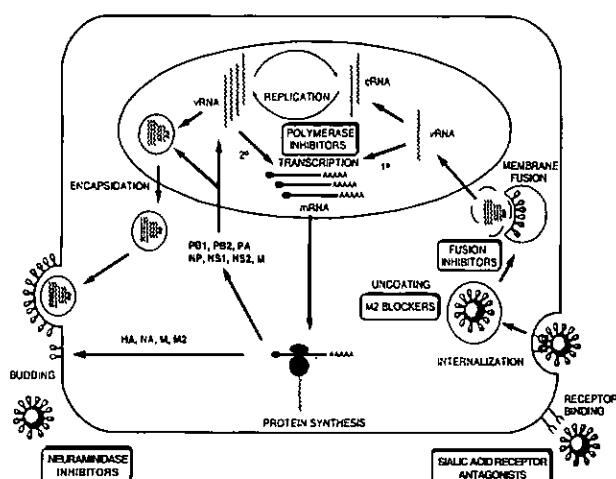 vRNA
REPLICATION
cRNA
POLYMERASE
INHIBITORS
vRNA
2°
TRANSCRIPTION
1°
AAAAA
AAAAA
AAAAA
mRNA
MEMBRANE
FUSION
ENCAPSIDATION
PB1, PB2, PA
NP, NS1, NS2, M
FUSION
INHIBITORS
UNCOATING
M2 BLOCKERS
HA, NA, M, M2
AAAAA
INTERNALIZATION
BUDDING
PROTEIN SYNTHESIS
RECEPTOR
BINDING
NEURAMINIDASE
INHIBITORS
SIALIC ACID RECEPTOR
ANTAGONISTS